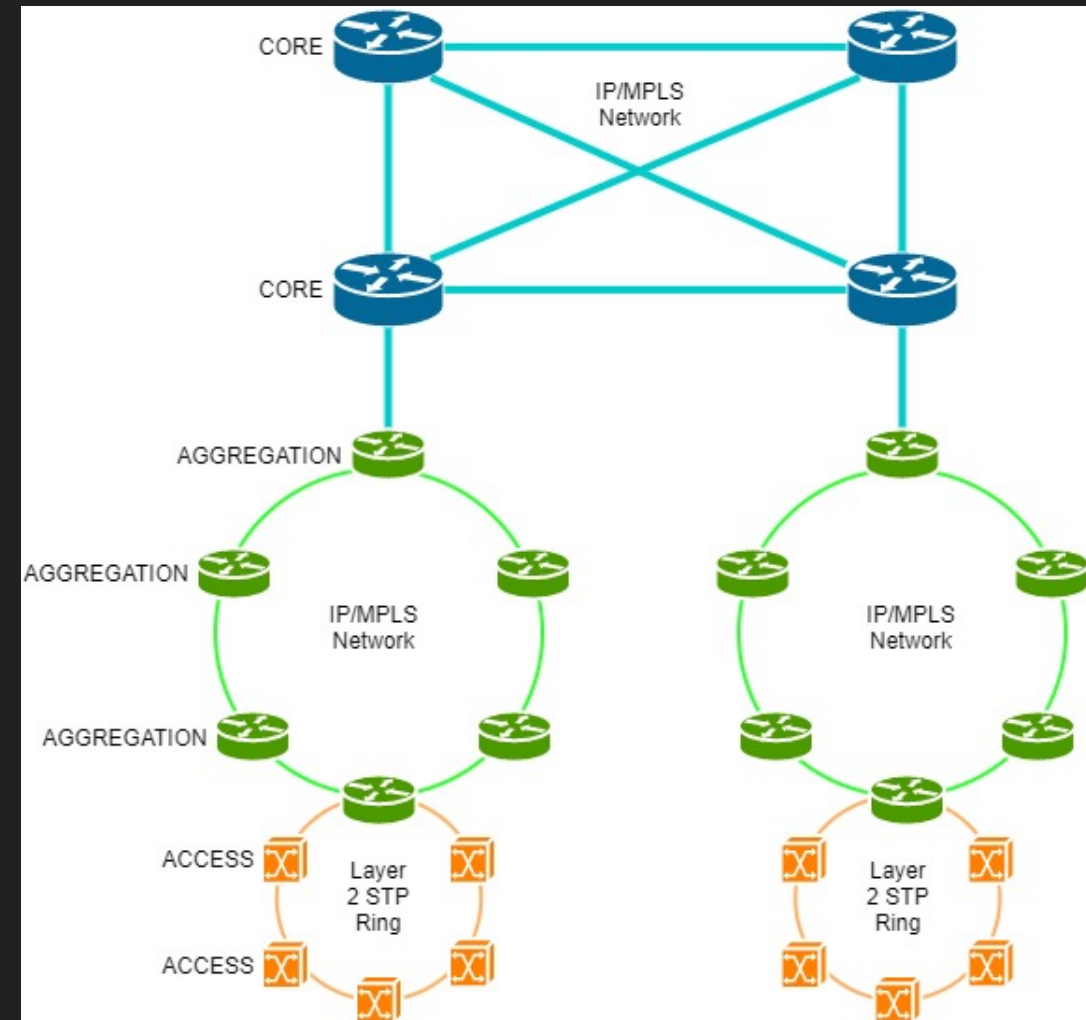 CORE
IP/MPLS
Network
CORE
AGGREGATION
AGGREGATION
IP/MPLS
Network
IP/MPLS
Network
AGGREGATION
ACCESS
Layer
2 STP
Ring
Layer
2 STP
Ring
ACCESS